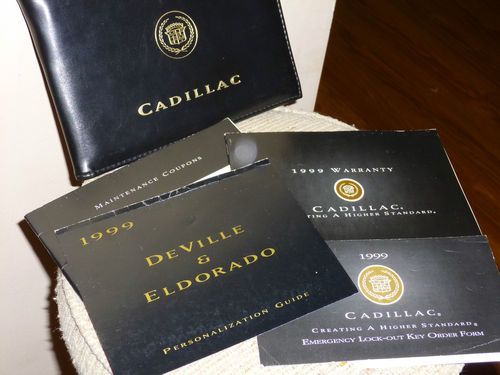 CADILLAC
MAINTENANCE COUPONS
1999
DEVILLE
&
ELDORADO
PERSONALIZATION GUIDE
1999 WARRANTY
CADILLAC.
CREATING A HIGHER STANDARD.
1999
CADILLAC®
CREATING A HIGHER STANDARD®
EMERGENCY LOCK-OUT KEY ORDER FORM